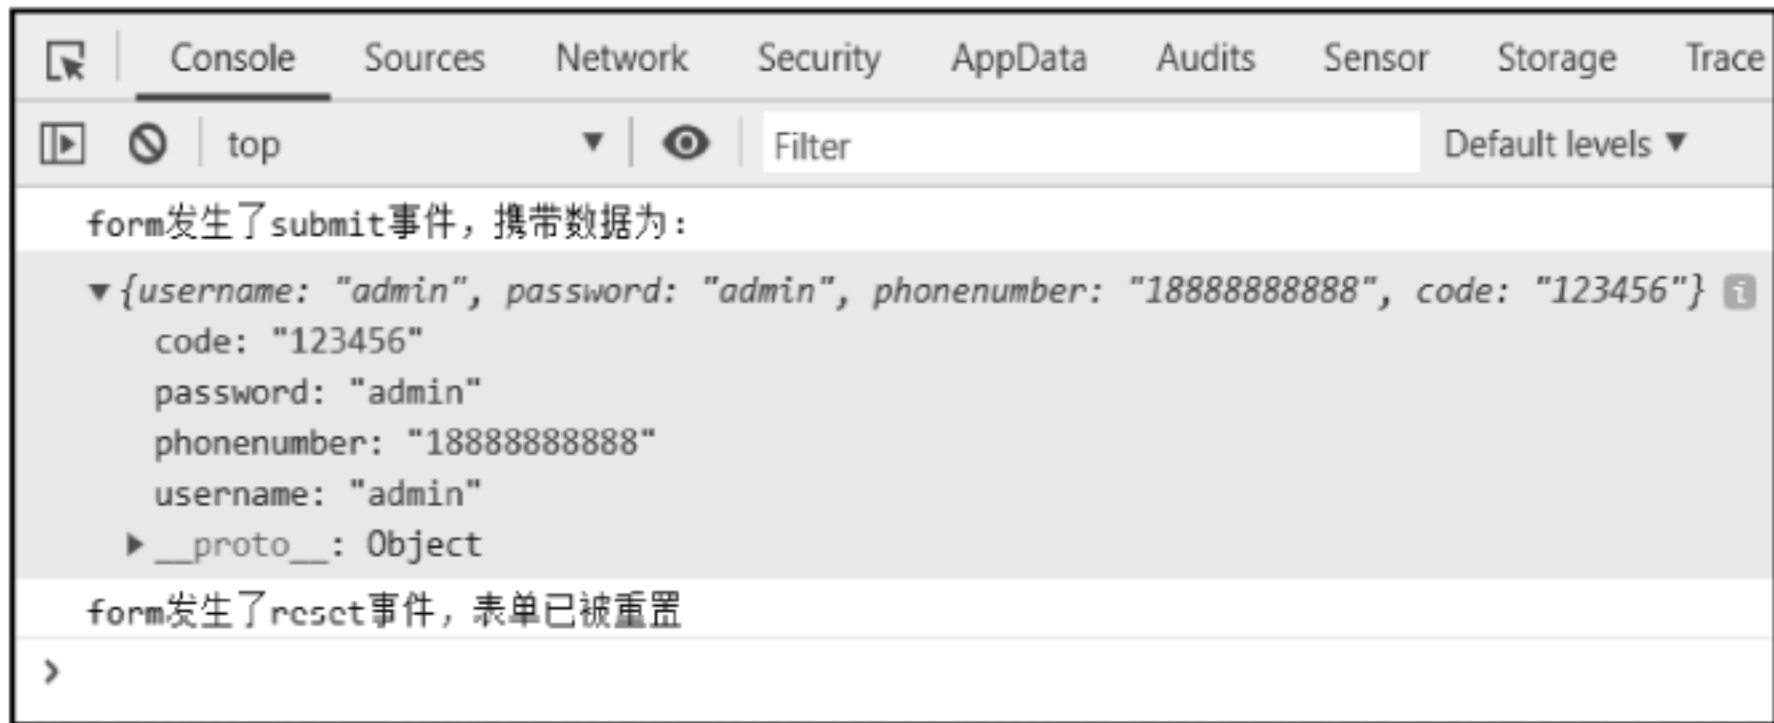 Console Sources Network Security AppData Audits Sensor Storage Trace
top Filter Default levels
form发生了submit事件，携带数据为：
{username: "admin", password: "admin", phonenumber: "18888888888", code: "123456"} i
code: "123456"
password: "admin"
phonenumber: "18888888888"
username: "admin"
__proto__: Object
form发生了reset事件，表单已被重置